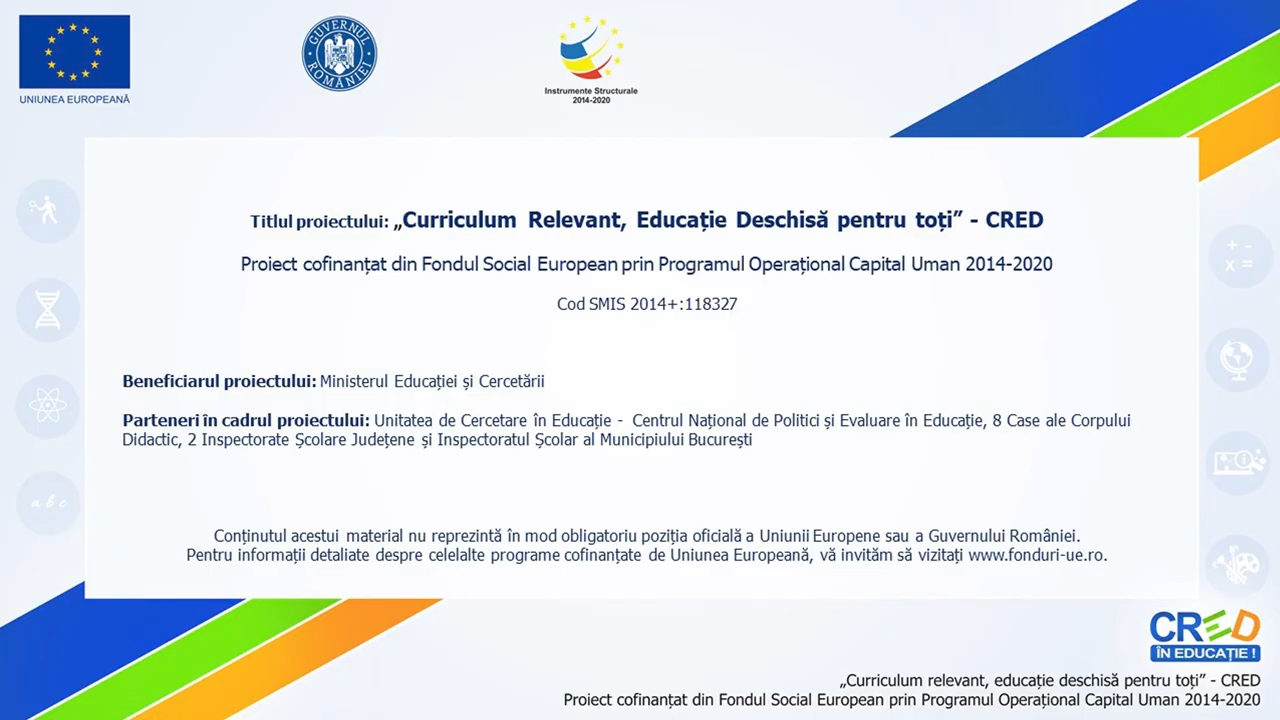 UNIUNEA EUROPEANĂ
GUVERNUL ROMÂNIEI
Instrumente Structurale
2014-2020
Titlul proiectului: „Curriculum Relevant, Educație Deschisă pentru toți” - CRED
Proiect cofinanțat din Fondul Social European prin Programul Operațional Capital Uman 2014-2020
Cod SMIS 2014+:118327
Beneficiarul proiectului: Ministerul Educației și Cercetării
Parteneri în cadrul proiectului: Unitatea de Cercetare în Educație - Centrul Național de Politici și Evaluare în Educație, 8 Case ale Corpului
Didactic, 2 Inspectorate Școlare Județene și Inspectoratul Școlar al Municipiului București
a b c
Conținutul acestui material nu reprezintă în mod obligatoriu poziția oficială a Uniunii Europene sau a Guvernului României.
Pentru informații detaliate despre celelalte programe cofinanțate de Uniunea Europeană, vă invităm să vizitați www.fonduri-ue.ro.
CRED
ÎN EDUCAȚIE !
„Curriculum relevant, educație deschisă pentru toți” - CRED
Proiect cofinanțat din Fondul Social European prin Programul Operațional Capital Uman 2014-2020